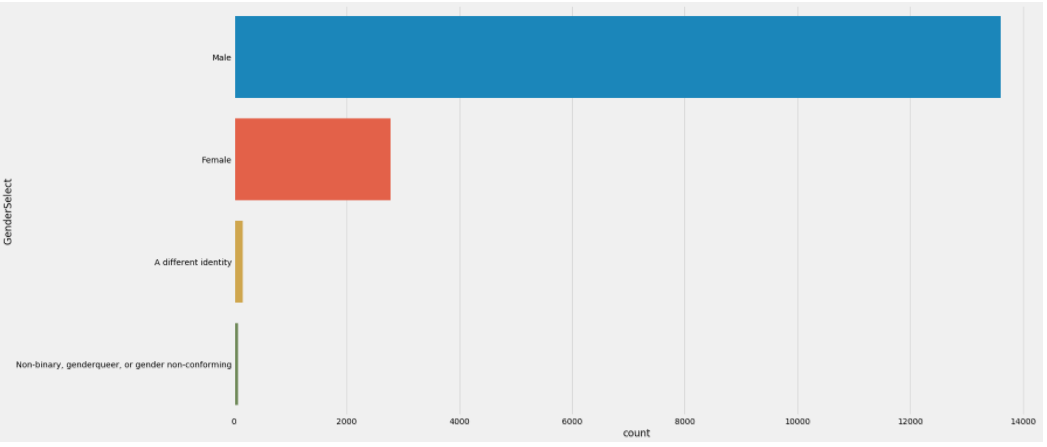 GenderSelect
Male
Female
A different identity
Non-binary, genderqueer, or gender non-conforming
0 2000 4000 6000 8000 10000 12000 14000
count